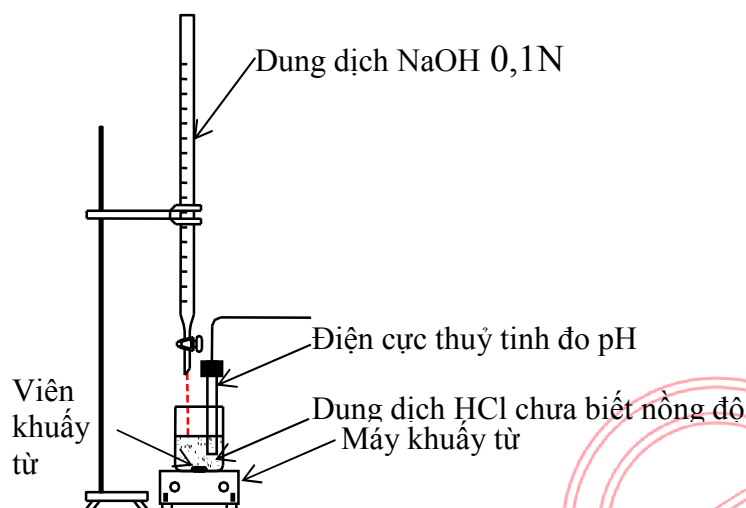 Dung dịch NaOH 0,1N
Điện cực thuỷ tinh đo pH
Viên
khuấy
từ
Dung dịch HCl chưa biết nồng độ
Máy khuấy từ